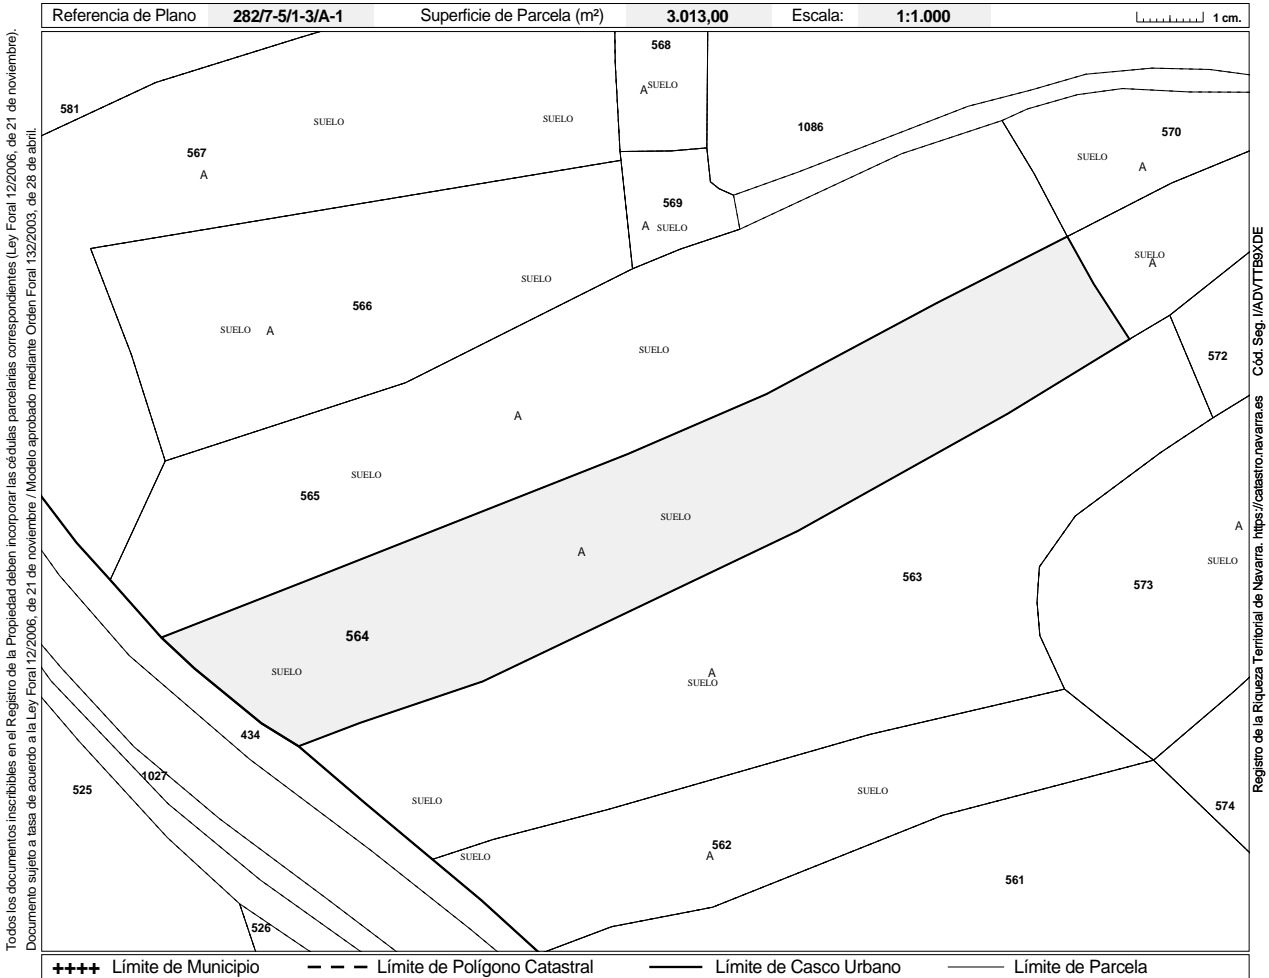 Referencia de Plano 282/7-5/1-3/A-1 Superficie de Parcela (m²) 3.013,00 Escala: 1:1.000 1 cm.
Todos los documentos inscribibles en el Registro de la Propiedad deben incorporar las cédulas parcelarias correspondientes (Ley Foral 12/2006, de 21 de noviembre).
Documento sujeto a tasa de acuerdo a la Ley Foral 12/2006, de 21 de noviembre / Modelo aprobado mediante Orden Foral 132/2003, de 28 de abril.
568
A SUELO
581
SUELO
SUELO
1086
570
567
SUELO
A
A
569
A SUELO
SUELO
A
SUELO
566
SUELO A
SUELO
572
A
SUELO
565
SUELO
A
A
SUELO
563
573
564
SUELO
A
SUELO
434
1027
525
SUELO
SUELO
574
562
SUELO
A
561
526
Registro de la Riqueza Territorial de Navarra. https://catastro.navarra.es Cód. Seg. I/ADVTTB9XDE
++++ Límite de Municipio Límite de Polígono Catastral Límite de Casco Urbano Límite de Parcela